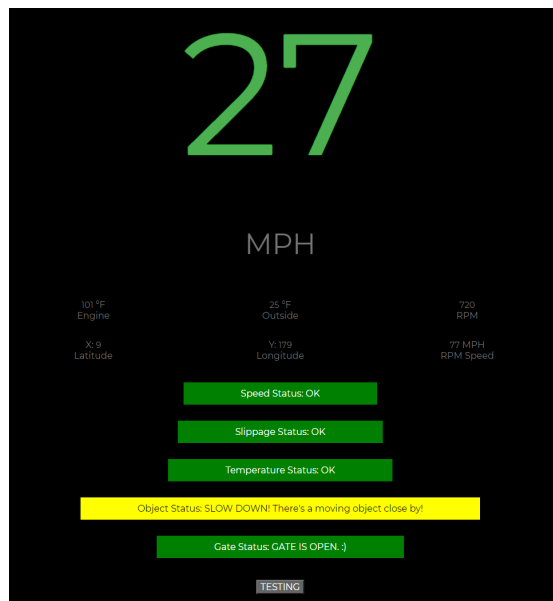 27
MPH
101 °F 25 °F 720
Engine Outside RPM
X: 9 Y: 179 77 MPH
Latitude Longitude RPM Speed
Speed Status: OK
Slippage Status: OK
Temperature Status: OK
Object Status: SLOW DOWN! There's a moving object close by!
Gate Status: GATE IS OPEN. :)
TESTING